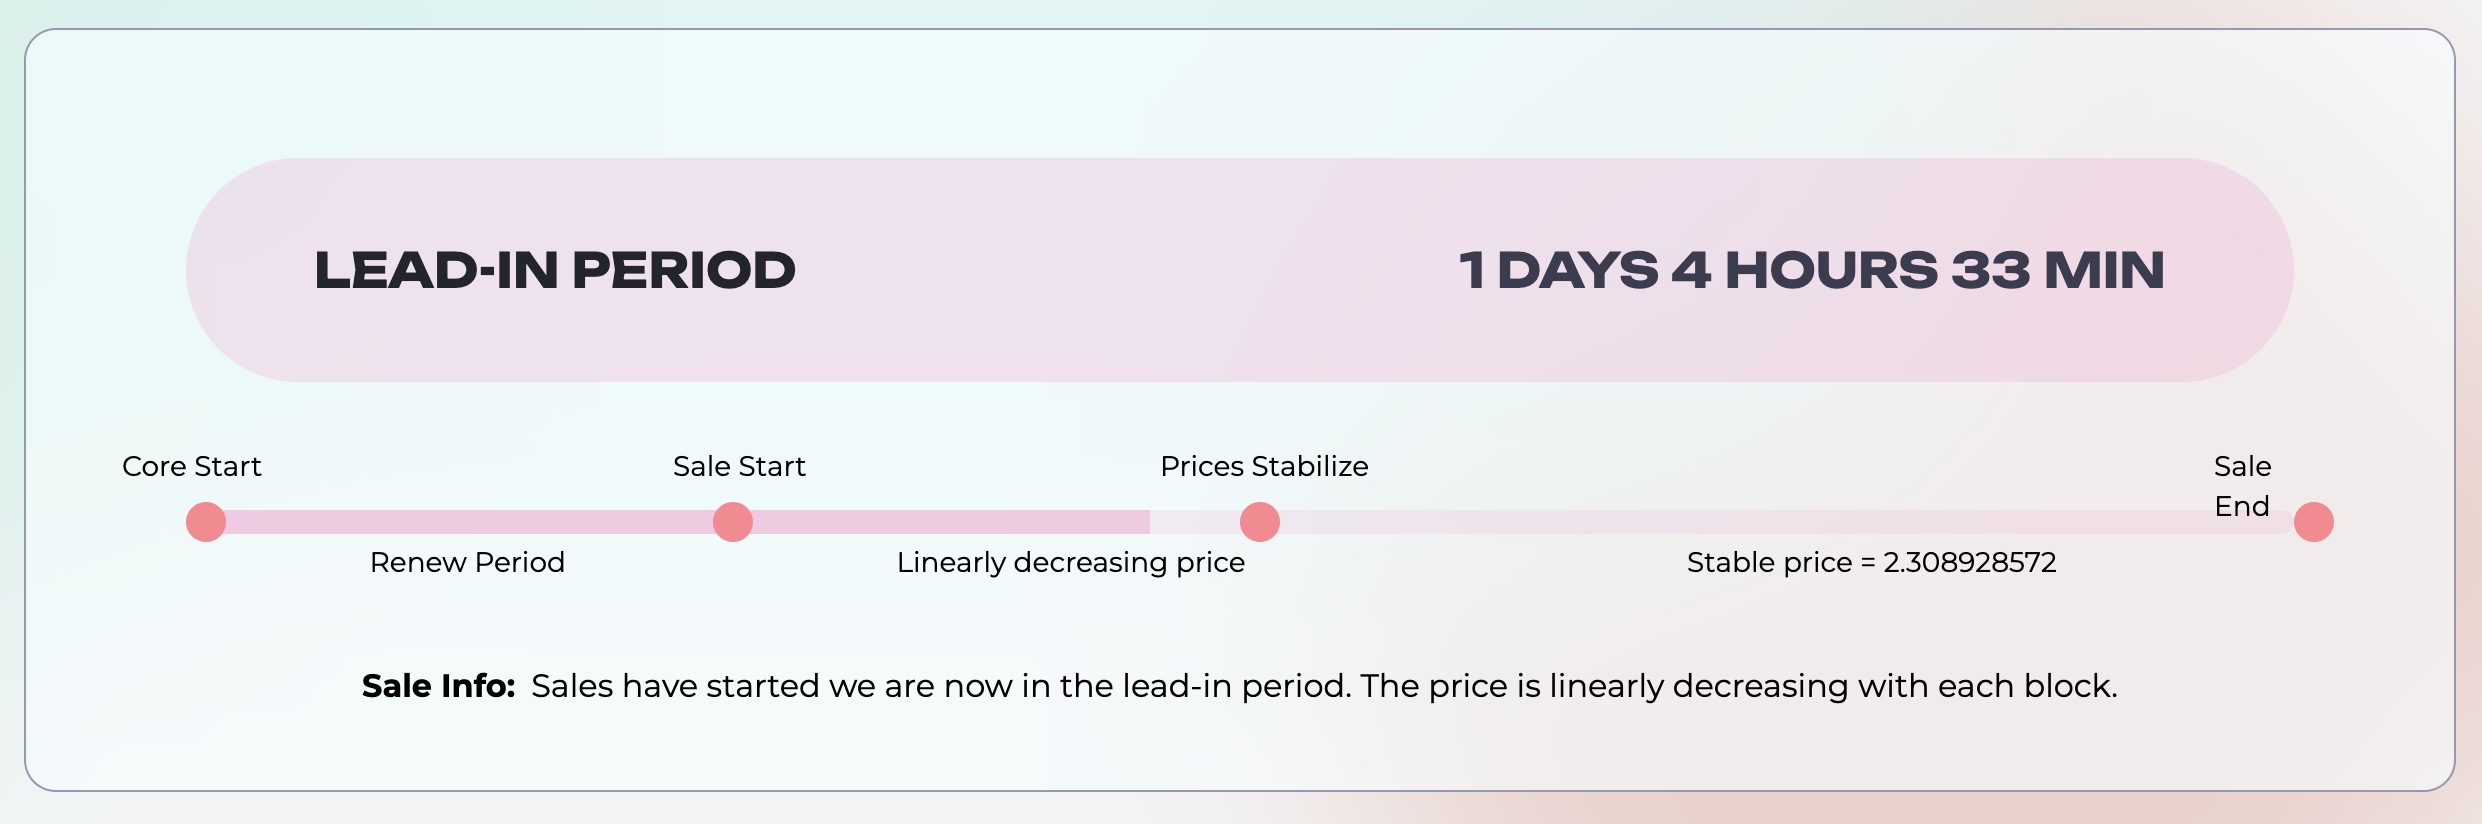 LEAD-IN PERIOD
1 DAYS 4 HOURS 33 MIN
Core Start
Sale Start
Prices Stabilize
Sale
End
Renew Period
Linearly decreasing price
Stable price = 2.308928572
Sale Info: Sales have started we are now in the lead-in period. The price is linearly decreasing with each block.